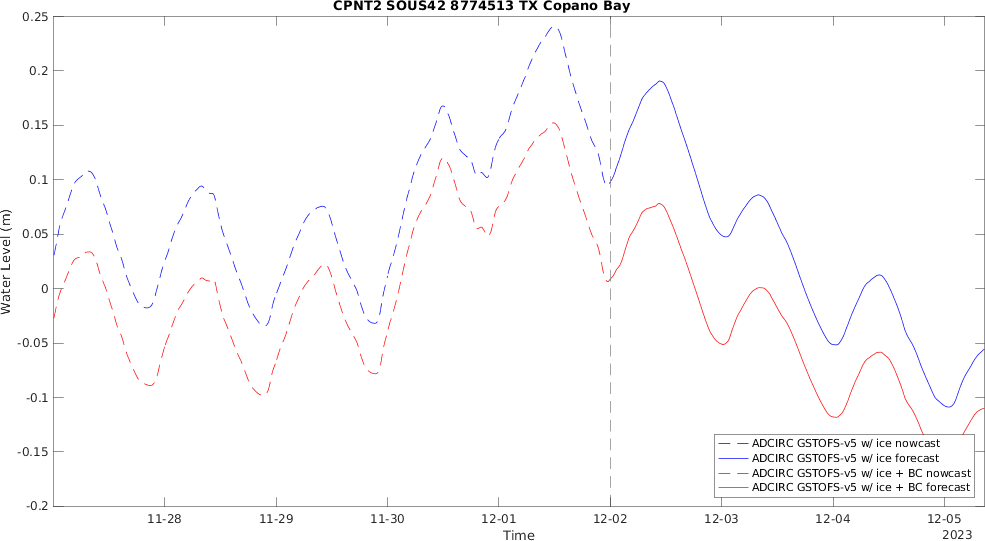 CPNT2 SOUS42 8774513 TX Copano Bay
Water Level (m)
0.25
0.2
0.15
0.1
0.05
0
-0.05
-0.1
-0.15
-0.2
ADCIRC GSTOFS-v5 w/ ice nowcast
ADCIRC GSTOFS-v5 w/ ice forecast
ADCIRC GSTOFS-v5 w/ ice + BC nowcast
ADCIRC GSTOFS-v5 w/ ice + BC forecast
11-28 11-29 11-30 12-01 12-02 12-03 12-04 12-05
Time 2023